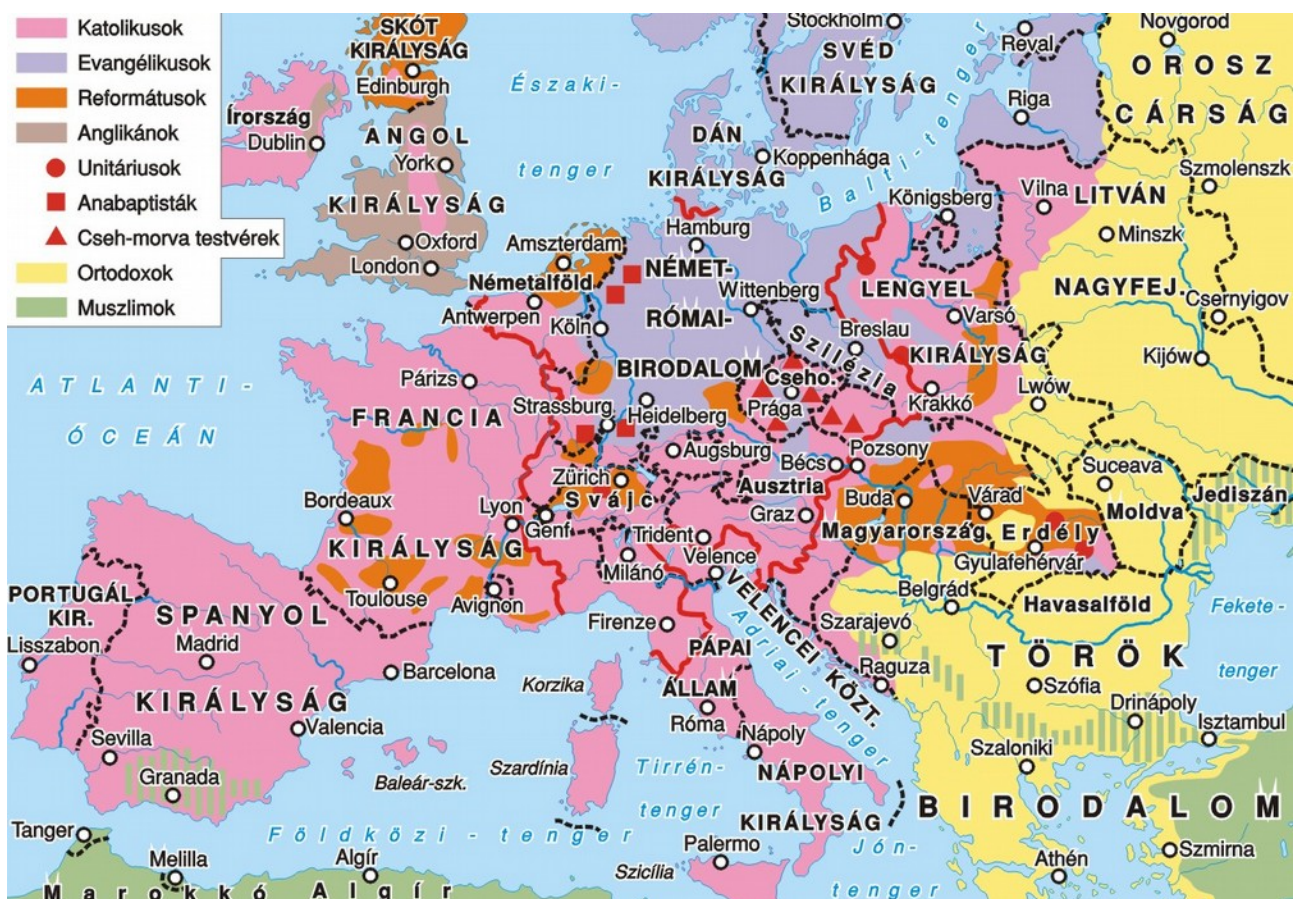 Katolikusok
Evangélikusok
Reformátusok
Anglikánok
Unitáriusok
Anabaptisták
Cseh-morva testvérek
Ortodoxok
Muszlimok
SKÓT
KIRÁLYSÁG
Edinburgh
Írország
Dublin
ANGOL
York
KIRÁLYSÁG
Oxford
London
Északi-
tenger
Stockholm
SVÉD
KIRÁLYSÁG
DÁN
Koppenhága
KIRÁLYSÁG
Balti-tenger
Reval
Riga
Novgorod
OROSZ
CÁRSÁG
Szmolenszk
Vilna
LITVÁN
Minszk
NAGYFEJ.
Csernyigov
Kijów
Königsberg
Hamburg
Amszterdam
Németalföld
Antwerpen
Köln
NÉMET-
RÓMAI-
BIRODALOM
Wittenberg
Szilézia
Breslau
LENGYEL
Varsó
KIRÁLYSÁG
Krakkó
Lwów
Cseho.
Prága
ATLANTI-
ÓCEÁN
Párizs
FRANCIA
Strassburg
Heidelberg
Augsburg
Bécs
Pozsony
Ausztria
Graz
Zürich
Svájc
Genf
Lyon
Bordeaux
KIRÁLYSÁG
Toulouse
Avignon
Trident
Velence
Milánó
Buda
Magyarország
Várad
Erdély
Gyulafehérvár
Suceava
Moldva
Jediszán
Belgrád
Havasalföld
Fekete-
tenger
VELENCEI KÖZT.
Adriai-tenger
Firenze
PÁPAI
ÁLLAM
Róma
Nápoly
NÁPOLYI
KIRÁLYSÁG
Szarajevó
Raguza
TÖRÖK
Szófia
Drinápoly
Isztambul
Szaloniki
BIRODALOM
Szmirna
Athén
PORTUGÁL
KIR.
Lisszabon
SPANYOL
Madrid
KIRÁLYSÁG
Barcelona
Valencia
Sevilla
Granada
Baleár-szk.
Korzika
Szardínia
Tirrén-
tenger
Palermo
Szicília
Jón-
tenger
Földközi-tenger
Tanger
Melilla
Algír
Marokkó
Algír